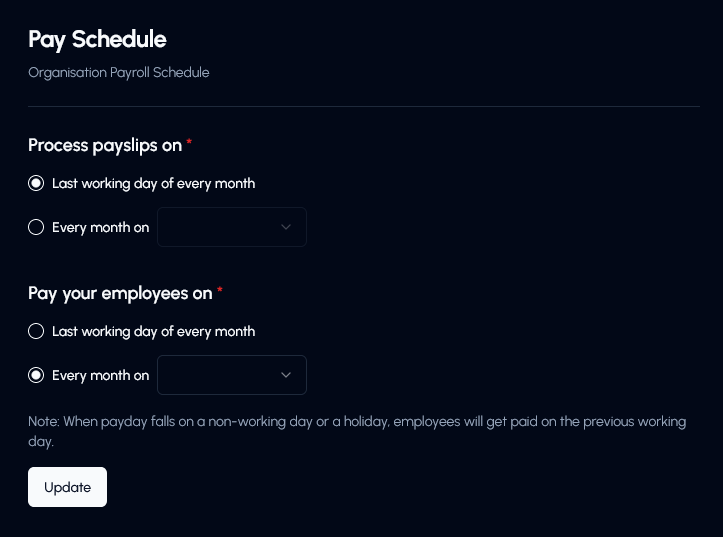 Pay Schedule
Organisation Payroll Schedule
Process payslips on *
Last working day of every month
Every month on
Pay your employees on *
Last working day of every month
Every month on
Note: When payday falls on a non-working day or a holiday, employees will get paid on the previous working
day.
Update